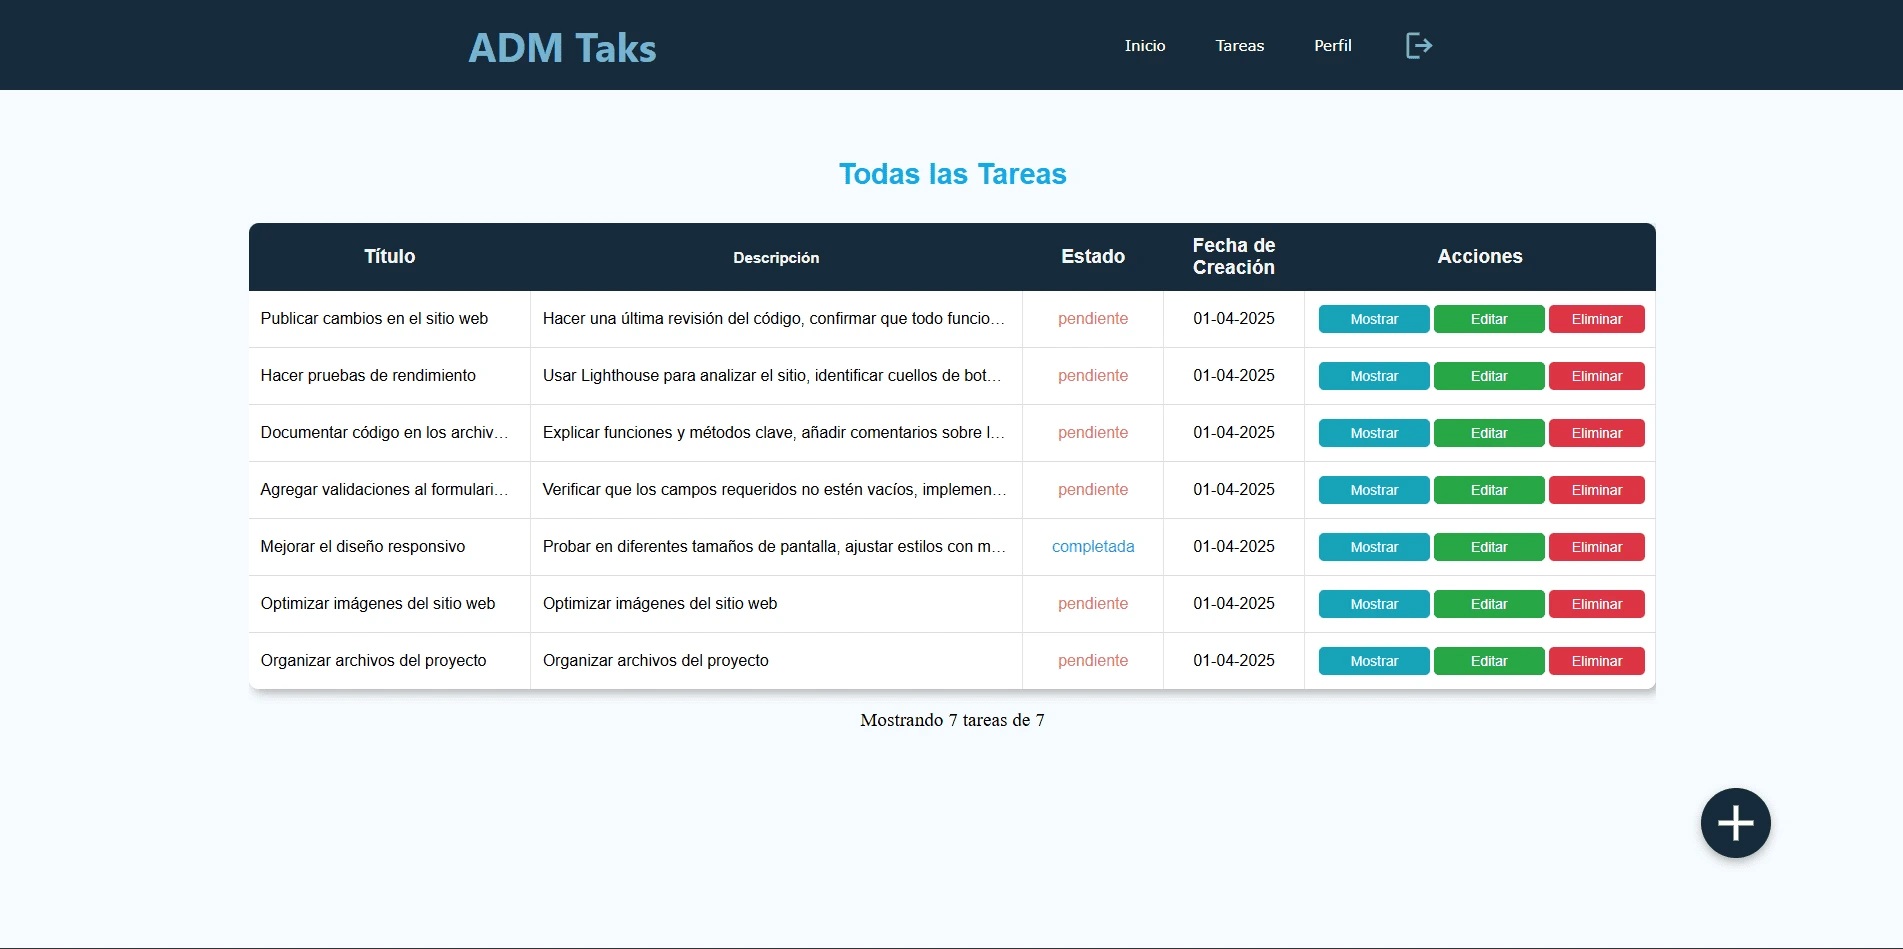 ADM Taks
Inicio Tareas Perfil
Todas las Tareas
Título Descripción Estado Fecha de Creación Acciones
Publicar cambios en el sitio web Hacer una última revisión del código, confirmar que todo funcio... pendiente 01-04-2025 Mostrar Editar Eliminar
Hacer pruebas de rendimiento Usar Lighthouse para analizar el sitio, identificar cuellos de bot... pendiente 01-04-2025 Mostrar Editar Eliminar
Documentar código en los archiv... Explicar funciones y métodos clave, añadir comentarios sobre l... pendiente 01-04-2025 Mostrar Editar Eliminar
Agregar validaciones al formulari... Verificar que los campos requeridos no estén vacíos, implemen... pendiente 01-04-2025 Mostrar Editar Eliminar
Mejorar el diseño responsivo Probar en diferentes tamaños de pantalla, ajustar estilos con m... completada 01-04-2025 Mostrar Editar Eliminar
Optimizar imágenes del sitio web Optimizar imágenes del sitio web pendiente 01-04-2025 Mostrar Editar Eliminar
Organizar archivos del proyecto Organizar archivos del proyecto pendiente 01-04-2025 Mostrar Editar Eliminar
Mostrando 7 tareas de 7